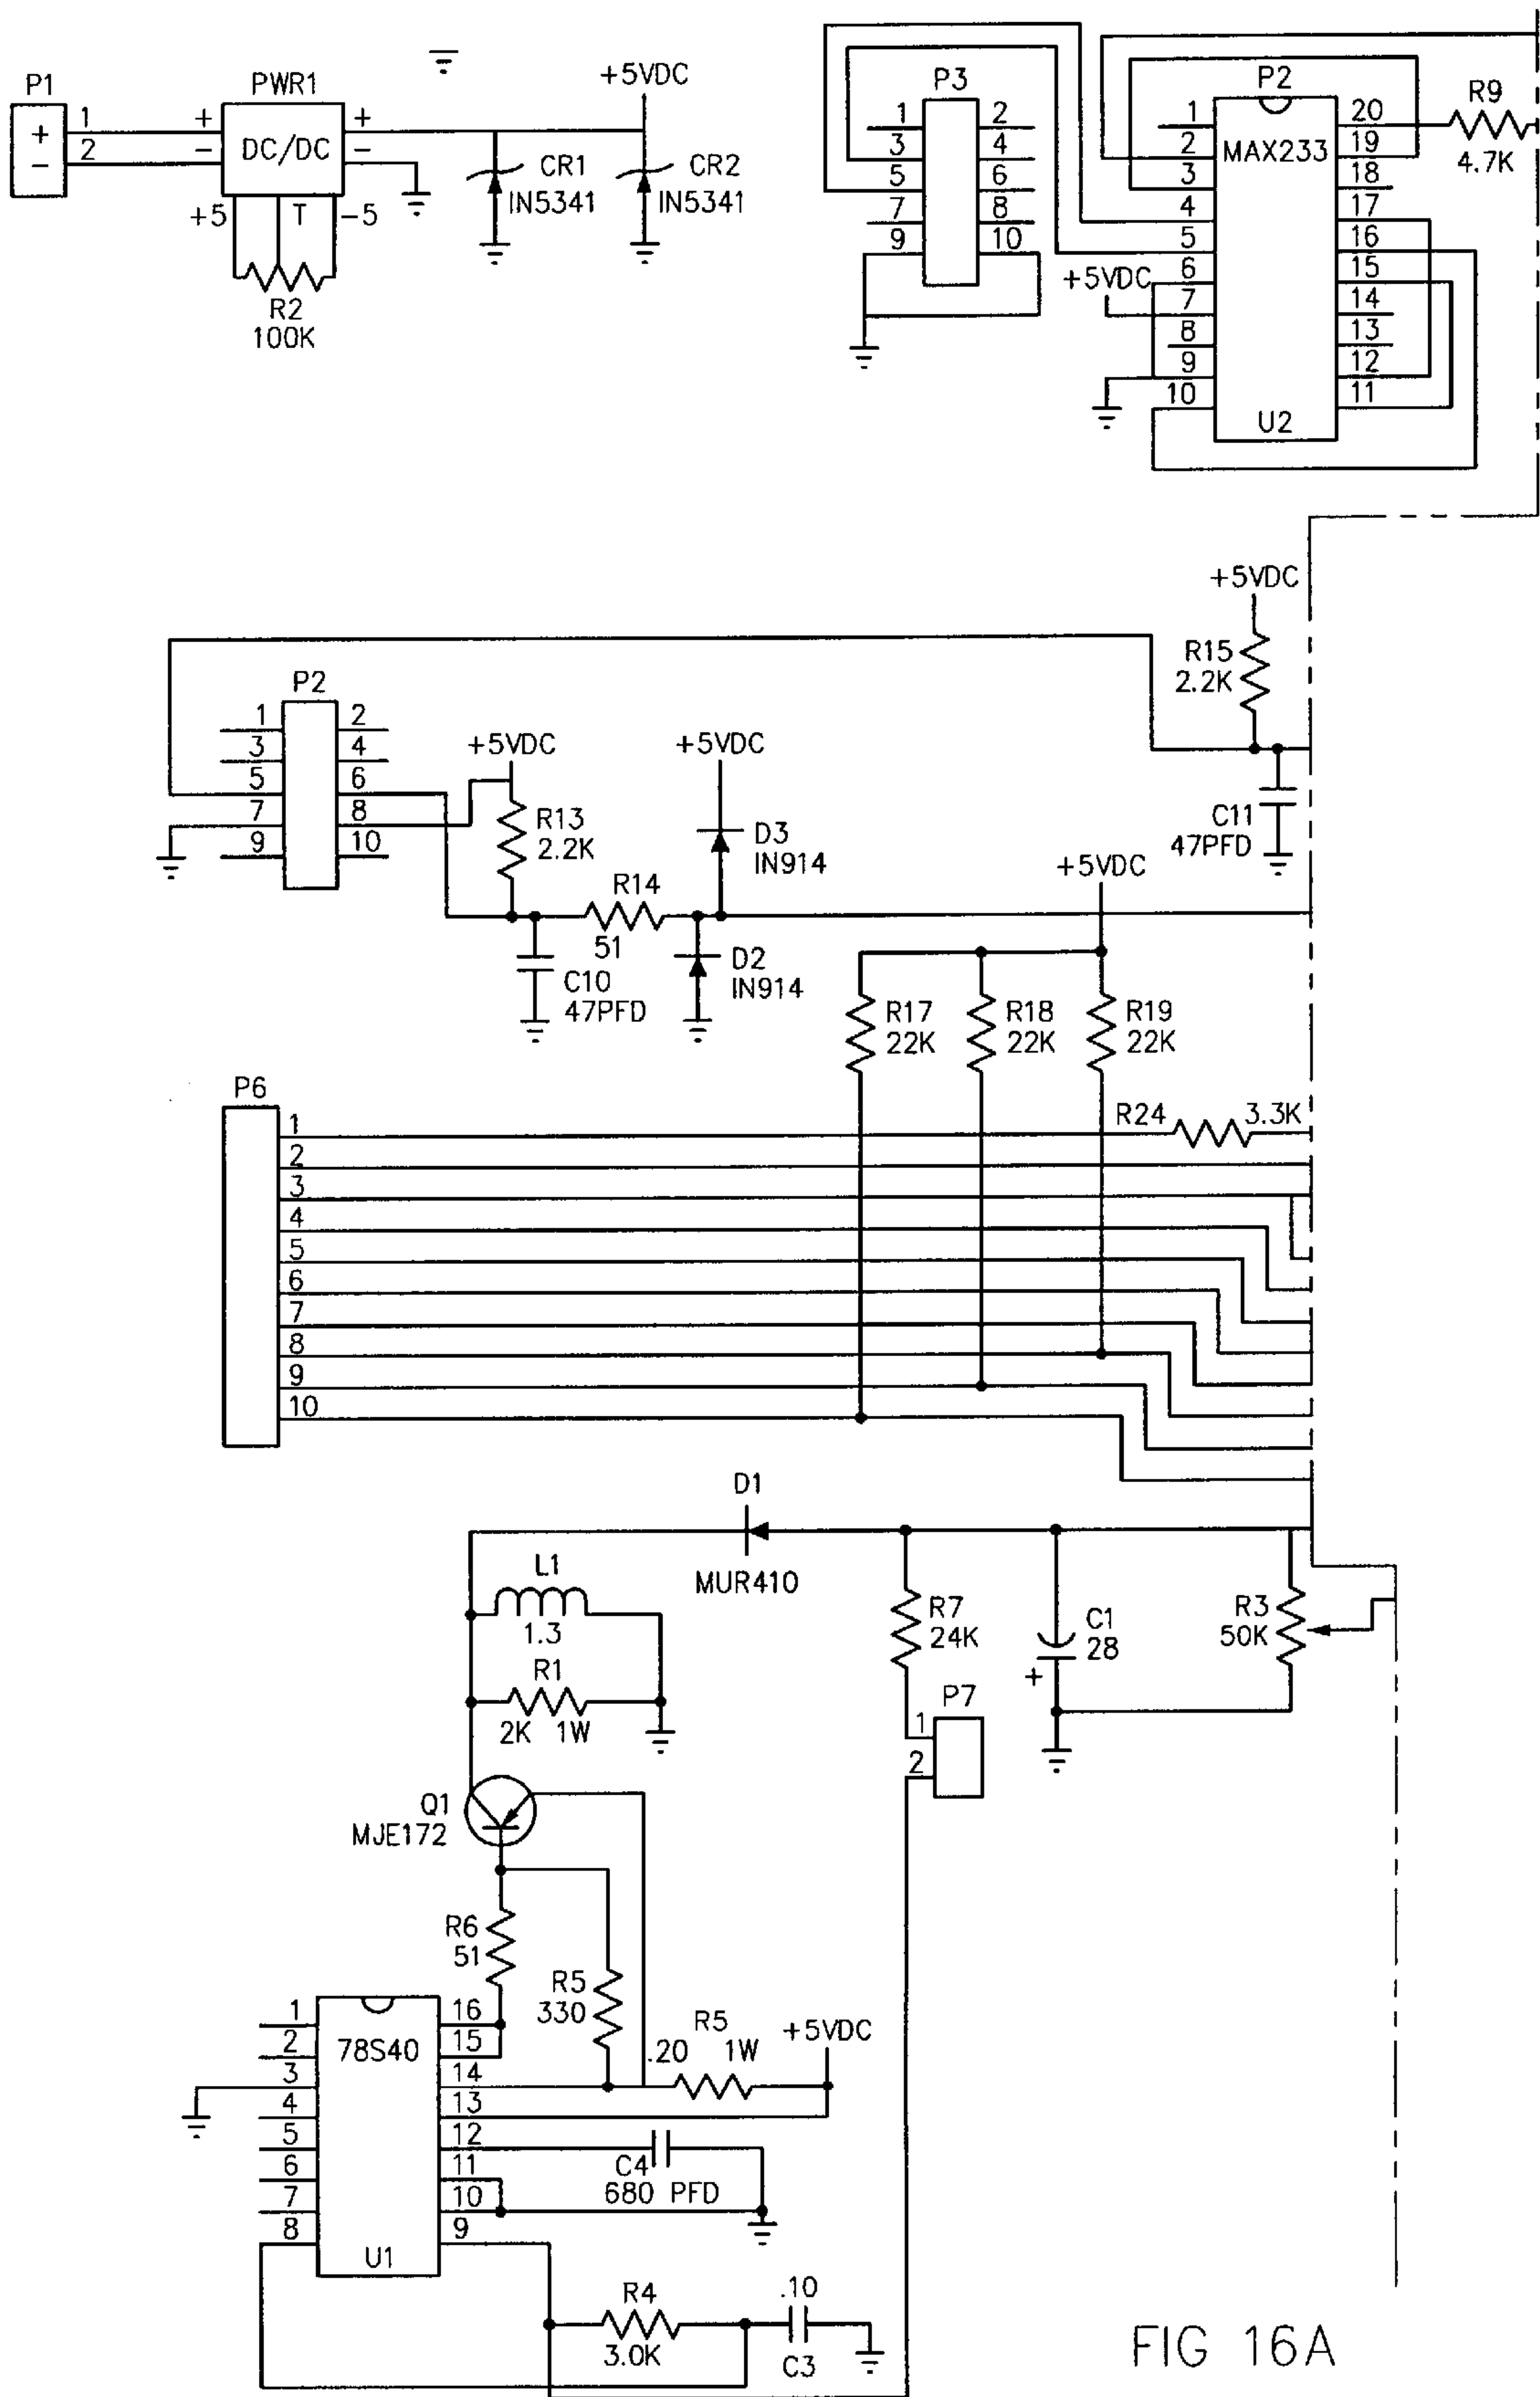 P1
+
−
1
2
PWR1
+
−
DC/DC
+
−
+5 T −5
R2
100K
+5VDC
CR1
IN5341
CR2
IN5341
P3
1 2
3 4
5 6
7 8
9 10
P2
MAX233
1 20
2 19
3 18
4 17
5 16
6 15
7 14
8 13
9 12
10 11
U2
+5VDC
R9
4.7K
+5VDC
R15
2.2K
C11
47PFD
P2
1 2
3 4
5 6
7 8
9 10
+5VDC
R13
2.2K
+5VDC
D3
IN914
R14
51
C10
47PFD
D2
IN914
+5VDC
R17
22K
R18
22K
R19
22K
P6
1
2
3
4
5
6
7
8
9
10
R24 3.3K
D1
MUR410
L1
1.3
R1
2K 1W
R7
24K
C1
28
+
R3
50K
P7
1
2
Q1
MJE172
R6
51
R5
330
R5
.20 1W
+5VDC
78S40
1 16
2 15
3 14
4 13
5 12
6 11
7 10
8 9
U1
C4
680 PFD
R4
3.0K
.10
C3
FIG 16A